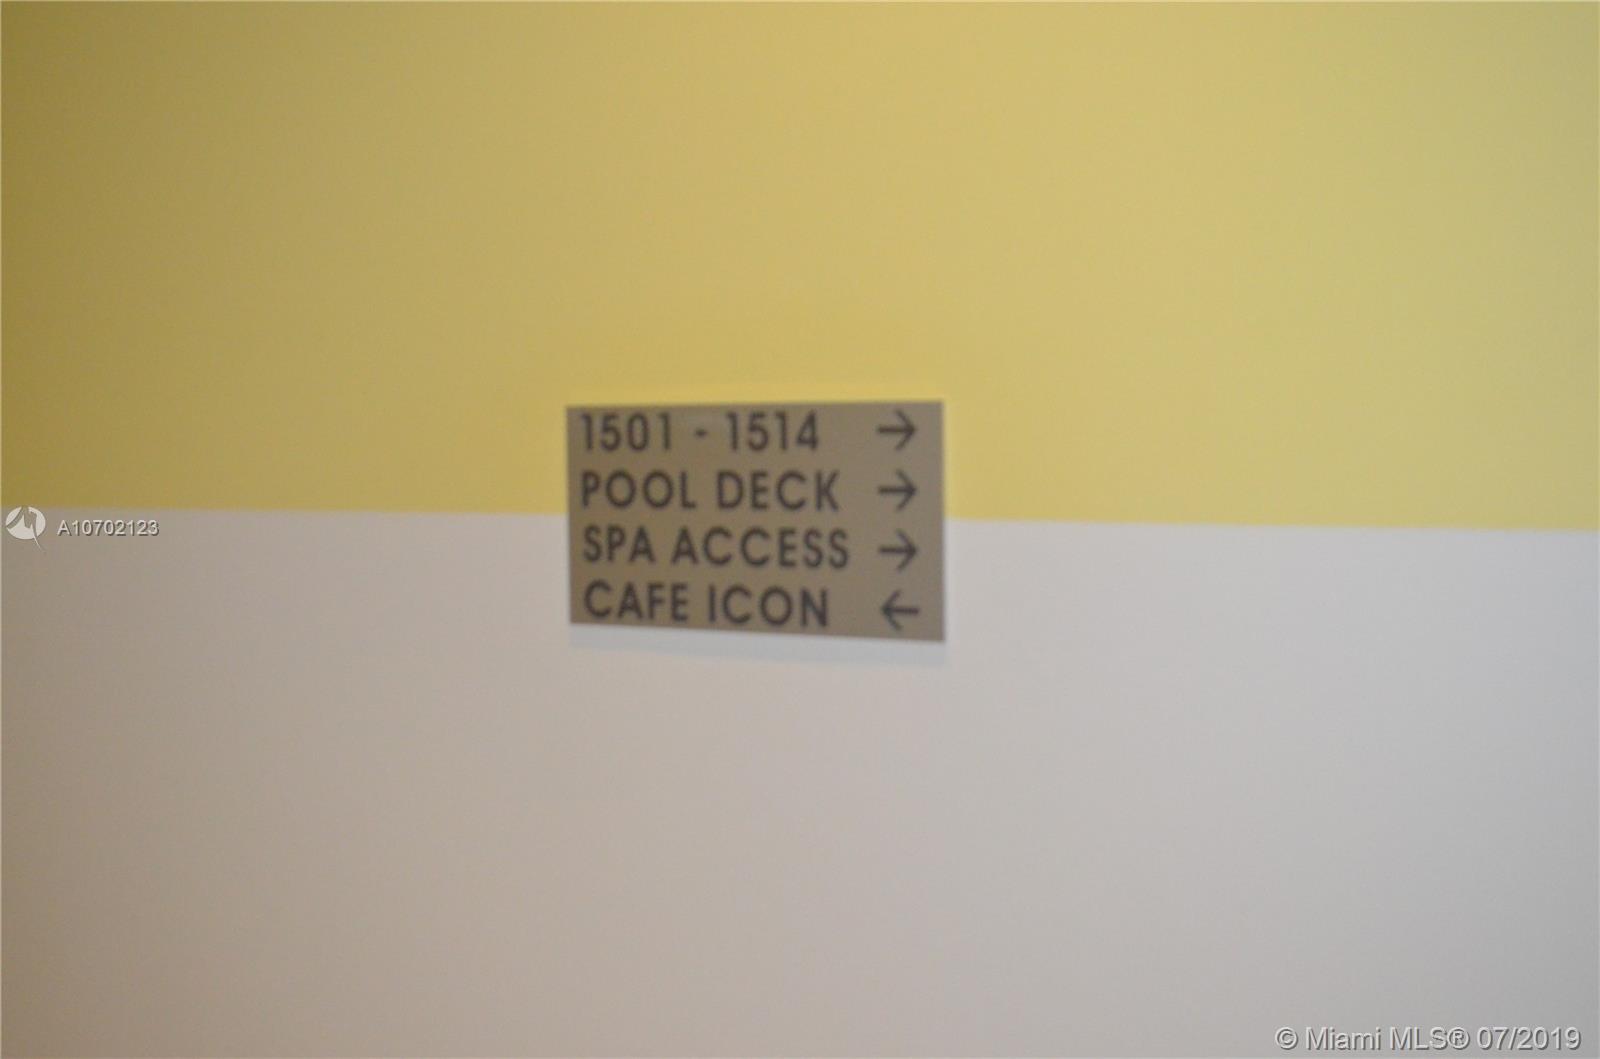 1501 - 1514 →
POOL DECK →
SPA ACCESS →
CAFE ICON ←
A10702123
© Miami MLS® 07/2019